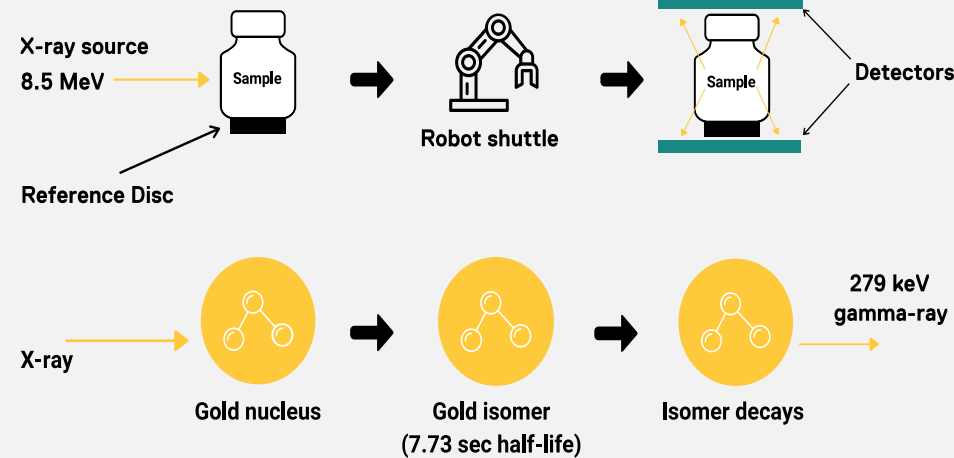 X-ray source
8.5 MeV
Sample
Reference Disc
Robot shuttle
Sample
Detectors
X-ray
Gold nucleus
Gold isomer
(7.73 sec half-life)
Isomer decays
279 keV
gamma-ray